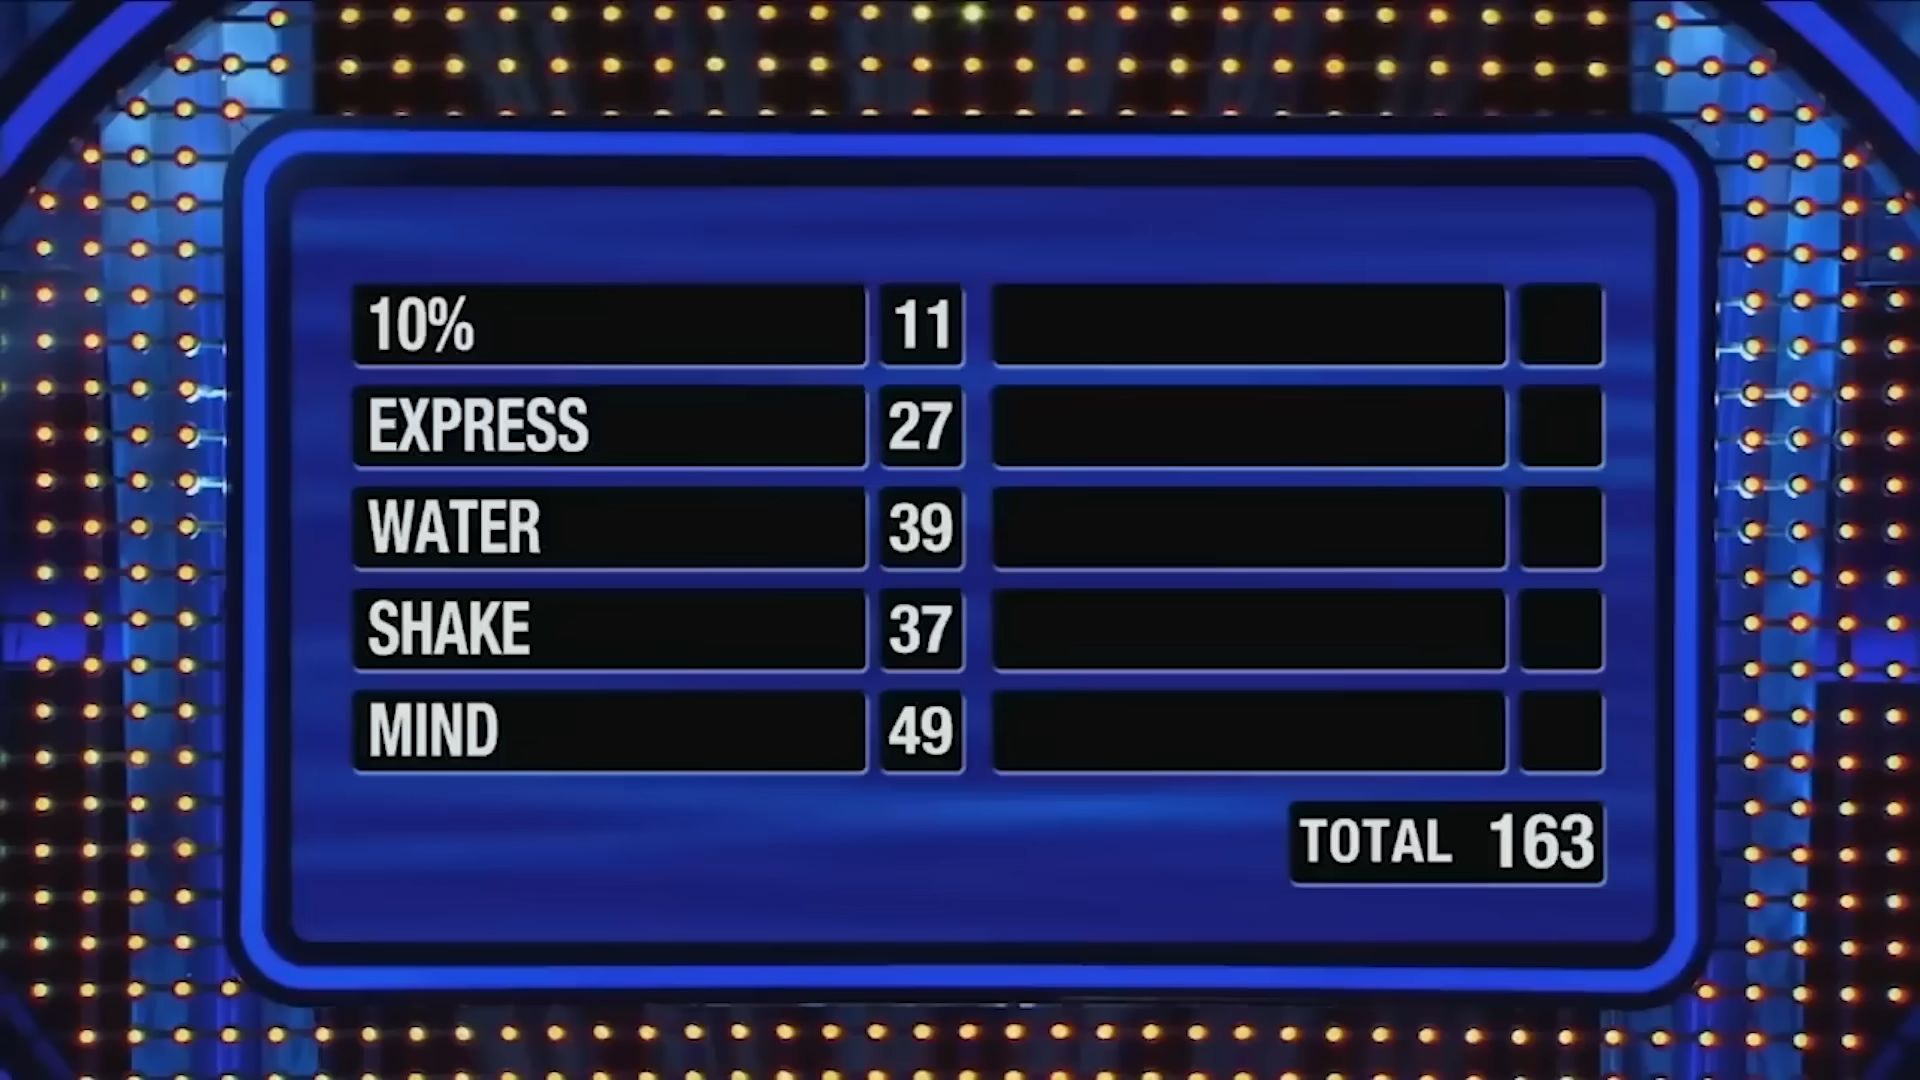 10% 11
EXPRESS 27
WATER 39
SHAKE 37
MIND 49
TOTAL 163